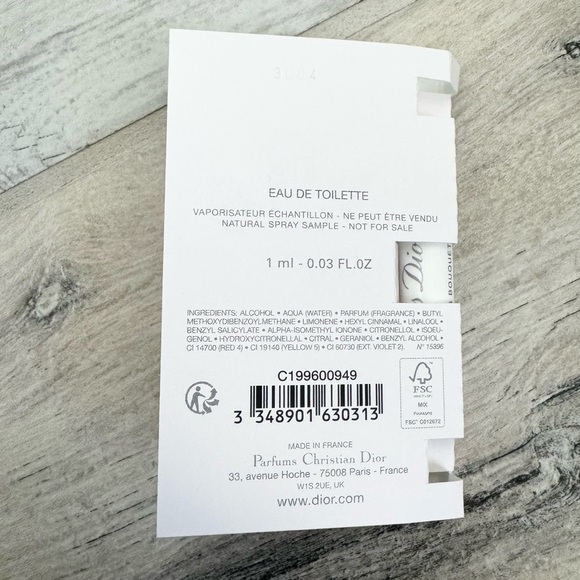 3004
EAU DE TOILETTE
VAPORISATEUR ÉCHANTILLON - NE PEUT ÊTRE VENDU
NATURAL SPRAY SAMPLE - NOT FOR SALE
1 ml - 0.03 FL.OZ
Dior
BOUQUET
INGREDIENTS: ALCOHOL • AQUA (WATER) • PARFUM (FRAGRANCE) • BUTYL
METHOXYDIBENZOYLMETHANE • LIMONENE • HEXYL CINNAMAL • LINALOOL •
BENZYL SALICYLATE • ALPHA-ISOMETHYL IONONE • CITRONELLOL • ISOEU-
GENOL • HYDROXYCITRONELLAL • CITRAL • GERANIOL • BENZYL ALCOHOL •
CI 14700 (RED 4) • CI 19140 (YELLOW 5) • CI 60730 (EXT. VIOLET 2). N° 15396
C199600949
3 348901 630313
FSC
MIX
FSC® C012672
MADE IN FRANCE
Parfums Christian Dior
33, avenue Hoche - 75008 Paris - France
W1S 2UE, UK
www.dior.com